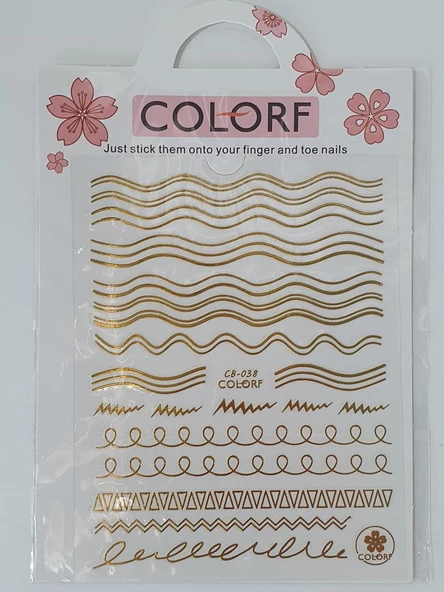 COLORF
Just stick them onto your finger and toe nails
CB-038
COLORF
COLORF